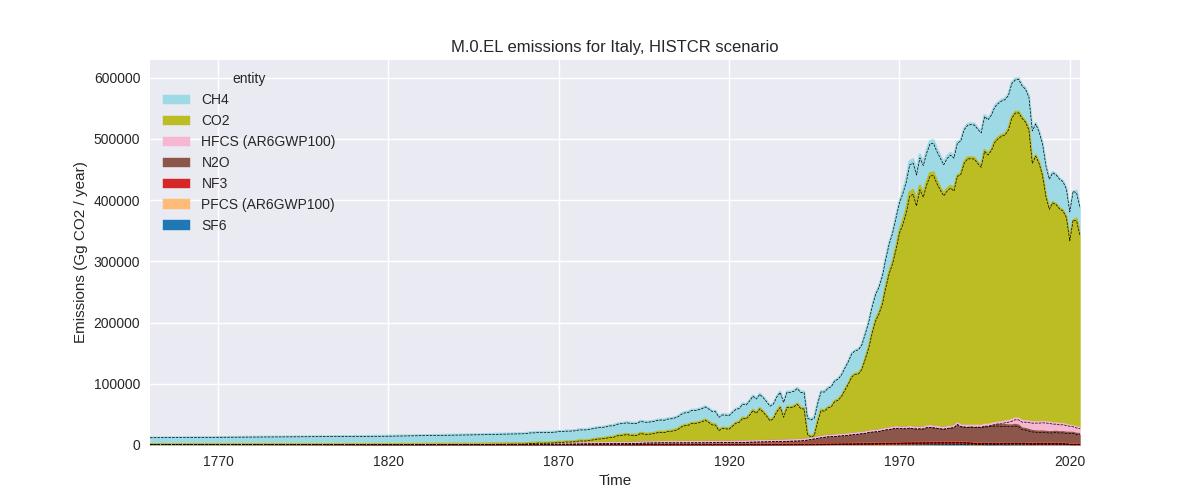 M.0.EL emissions for Italy, HISTCR scenario
Emissions (Gg CO2 / year)
600000
500000
400000
300000
200000
100000
0
entity
CH4
CO2
HFCS (AR6GWP100)
N2O
NF3
PFCS (AR6GWP100)
SF6
1770 1820 1870 1920 1970 2020
Time